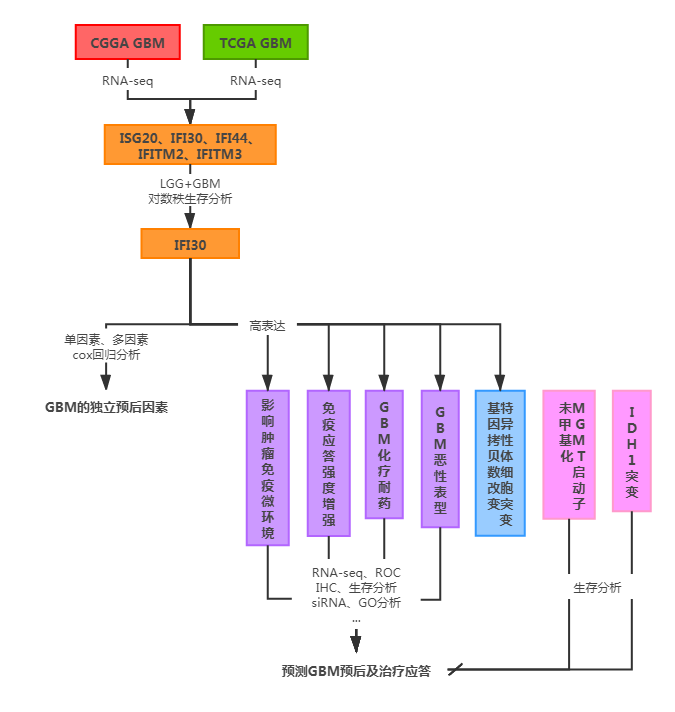 CGGA GBM
TCGA GBM
RNA-seq
RNA-seq
ISG20、IFI30、IFI44、
IFITM2、IFITM3
LGG+GBM
对数秩生存分析
IFI30
高表达
单因素、多因素
cox回归分析
GBM的独立预后因素
影响肿瘤免疫微环境
免疫应答强度增强
GBM化疗耐药
GBM恶性表型
特异性体细胞突变
基因拷贝数改变
MGMT启动子
未甲基化
IDH1突变
RNA-seq、ROC
IHC、生存分析
siRNA、GO分析
...
生存分析
预测GBM预后及治疗应答